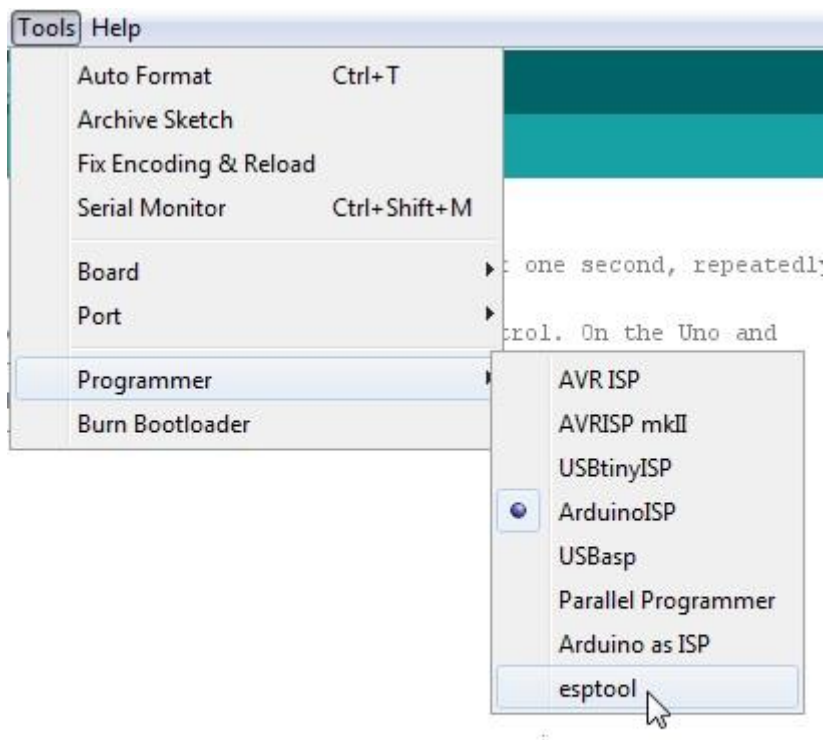 Tools Help
Auto Format Ctrl+T
Archive Sketch
Fix Encoding & Reload
Serial Monitor Ctrl+Shift+M
Board
one second, repeatedly
Port
On the Uno and
Programmer
Burn Bootloader
AVR ISP
AVRISP mkII
USBtinyISP
ArduinoISP
USBasp
Parallel Programmer
Arduino as ISP
esptool